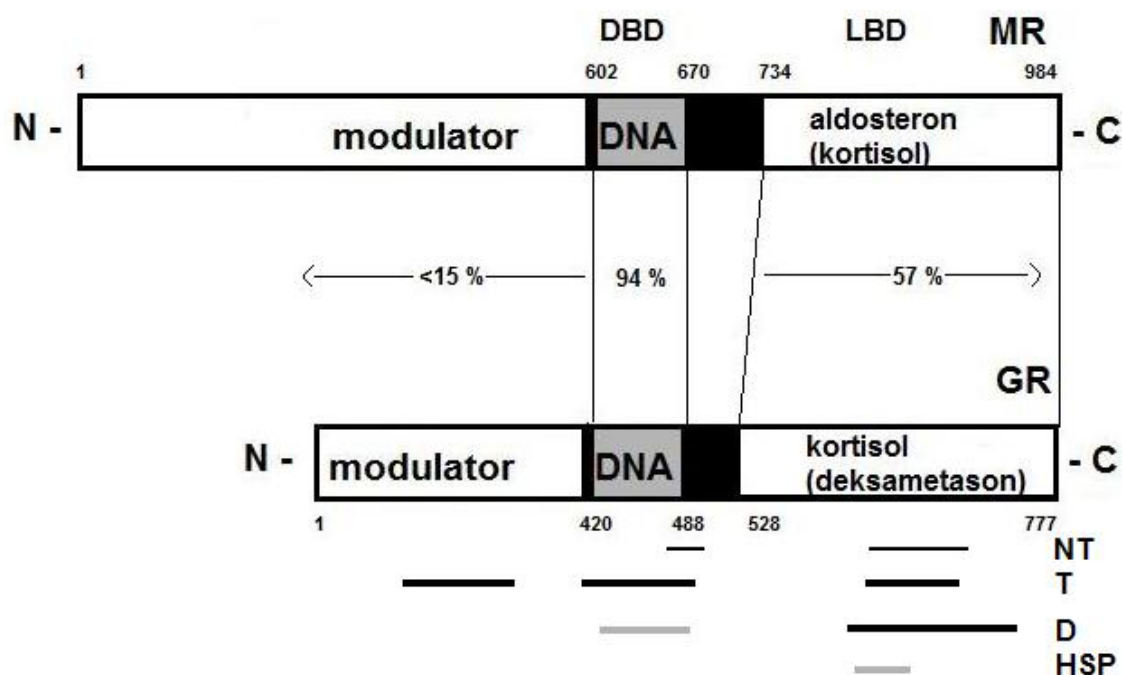 DBD LBD MR
1 602 670 734 984
N - modulator DNA aldosteron - C
(kortisol)
<15 % 94 % 57 %
GR
N - modulator DNA kortisol - C
(deksametason)
1 420 488 528 777
NT
T
D
HSP